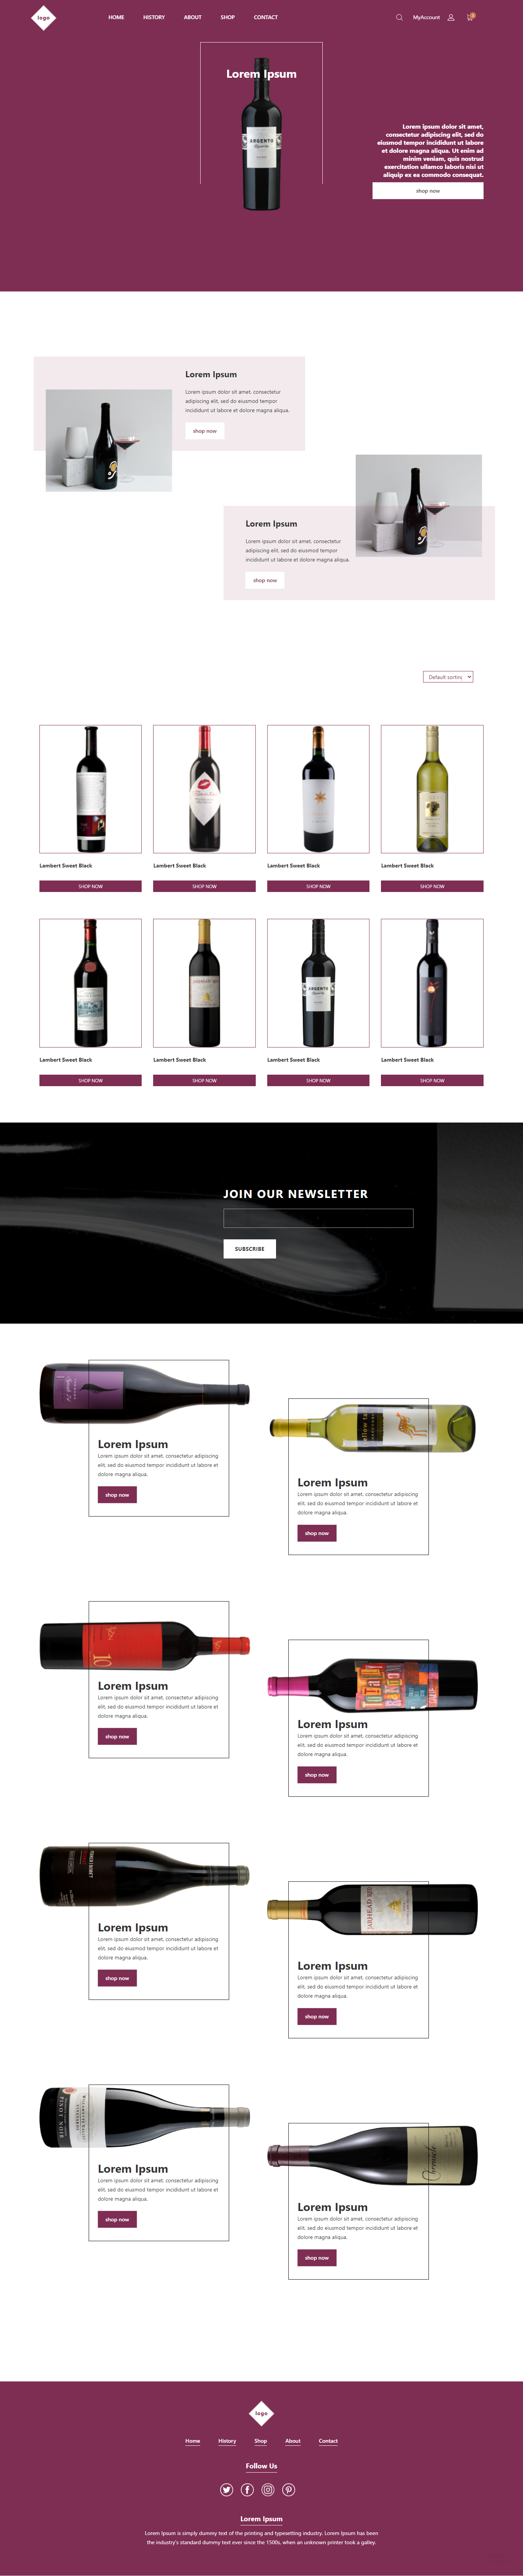 logo
HOME HISTORY ABOUT SHOP CONTACT
MyAccount
Lorem Ipsum
ARGENTO
Lorem ipsum dolor sit amet,
consectetur adipiscing elit, sed do
eiusmod tempor incididunt ut labore
et dolore magna aliqua. Ut enim ad
minim veniam, quis nostrud
exercitation ullamco laboris nisi ut
aliquip ex ea commodo consequat.
shop now
Lorem Ipsum
Lorem ipsum dolor sit amet, consectetur
adipiscing elit, sed do eiusmod tempor
incididunt ut labore et dolore magna aliqua.
shop now
Lorem Ipsum
Lorem ipsum dolor sit amet, consectetur
adipiscing elit, sed do eiusmod tempor
incididunt ut labore et dolore magna aliqua.
shop now
Default sorting
Lambert Sweet Black
SHOP NOW
Lambert Sweet Black
SHOP NOW
Lambert Sweet Black
SHOP NOW
Lambert Sweet Black
SHOP NOW
Lambert Sweet Black
SHOP NOW
Lambert Sweet Black
SHOP NOW
ARGENTO
Lambert Sweet Black
SHOP NOW
Lambert Sweet Black
SHOP NOW
JOIN OUR NEWSLETTER
SUBSCRIBE
Lorem Ipsum
Lorem ipsum dolor sit amet, consectetur adipiscing
elit, sed do eiusmod tempor incididunt ut labore et
dolore magna aliqua.
shop now
Lorem Ipsum
Lorem ipsum dolor sit amet, consectetur adipiscing
elit, sed do eiusmod tempor incididunt ut labore et
dolore magna aliqua.
shop now
10
Lorem Ipsum
Lorem ipsum dolor sit amet, consectetur adipiscing
elit, sed do eiusmod tempor incididunt ut labore et
dolore magna aliqua.
shop now
Lorem Ipsum
Lorem ipsum dolor sit amet, consectetur adipiscing
elit, sed do eiusmod tempor incididunt ut labore et
dolore magna aliqua.
shop now
Lorem Ipsum
Lorem ipsum dolor sit amet, consectetur adipiscing
elit, sed do eiusmod tempor incididunt ut labore et
dolore magna aliqua.
shop now
JARHEAD RED
Lorem Ipsum
Lorem ipsum dolor sit amet, consectetur adipiscing
elit, sed do eiusmod tempor incididunt ut labore et
dolore magna aliqua.
shop now
PINOT NOIR
Lorem Ipsum
Lorem ipsum dolor sit amet, consectetur adipiscing
elit, sed do eiusmod tempor incididunt ut labore et
dolore magna aliqua.
shop now
Lorem Ipsum
Lorem ipsum dolor sit amet, consectetur adipiscing
elit, sed do eiusmod tempor incididunt ut labore et
dolore magna aliqua.
shop now
logo
Home History Shop About Contact
Follow Us
Lorem Ipsum
Lorem Ipsum is simply dummy text of the printing and typesetting industry. Lorem Ipsum has been
the industry's standard dummy text ever since the 1500s, when an unknown printer took a galley.